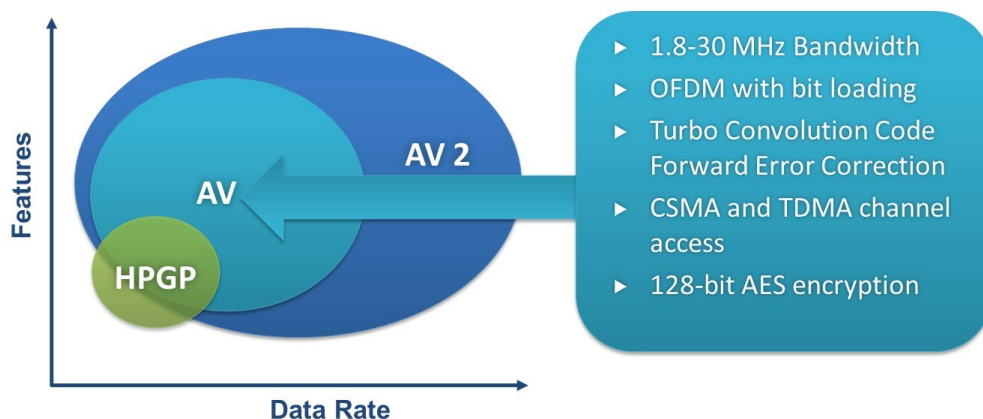 Features
AV 2
AV
HPGP
Data Rate
1.8-30 MHz Bandwidth
OFDM with bit loading
Turbo Convolution Code
Forward Error Correction
CSMA and TDMA channel
access
128-bit AES encryption